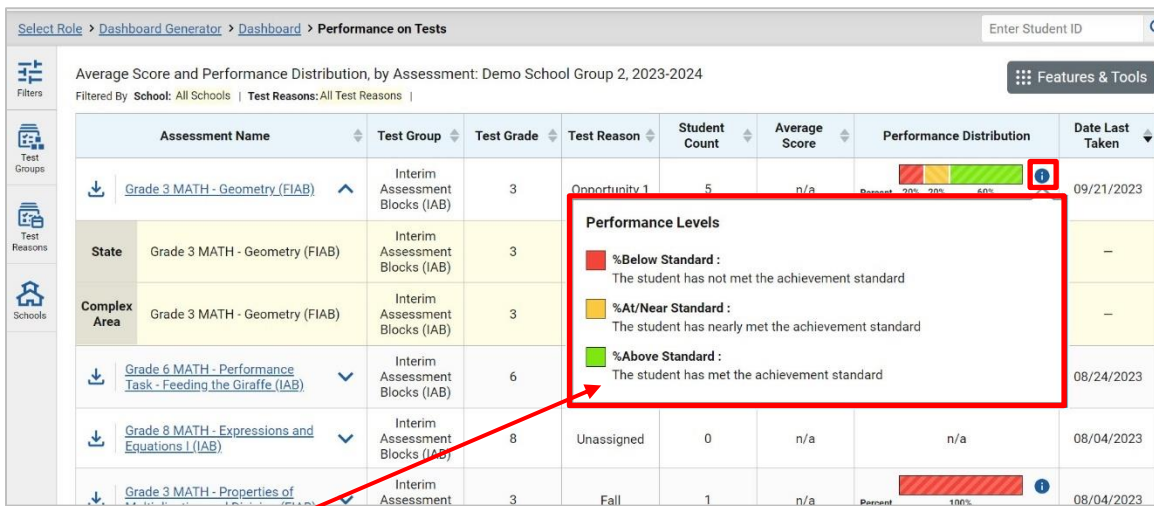 Select Role > Dashboard Generator > Dashboard > Performance on Tests
Enter Student ID
Filters
Test
Groups
Test
Reasons
Schools
Average Score and Performance Distribution, by Assessment: Demo School Group 2, 2023-2024
Features & Tools
Filtered By School: All Schools | Test Reasons: All Test Reasons |
Assessment Name
Test Group
Test Grade
Test Reason
Student
Count
Average
Score
Performance Distribution
Date Last
Taken
Grade 3 MATH - Geometry (FIAB)
Interim
Assessment
Blocks (IAB)
3
Opportunity 1
5
n/a
Percent 20% 20% 60%
09/21/2023
State
Grade 3 MATH - Geometry (FIAB)
Interim
Assessment
Blocks (IAB)
3
–
Complex
Area
Grade 3 MATH - Geometry (FIAB)
Interim
Assessment
Blocks (IAB)
3
–
Performance Levels
%Below Standard :
The student has not met the achievement standard
%At/Near Standard :
The student has nearly met the achievement standard
%Above Standard :
The student has met the achievement standard
Grade 6 MATH - Performance
Task - Feeding the Giraffe (IAB)
Interim
Assessment
Blocks (IAB)
6
08/24/2023
Grade 8 MATH - Expressions and
Equations I (IAB)
Interim
Assessment
Blocks (IAB)
8
Unassigned
0
n/a
n/a
08/04/2023
Grade 3 MATH - Properties of
Interim
Assessment
3
Fall
1
n/a
Percent 100%
08/04/2023